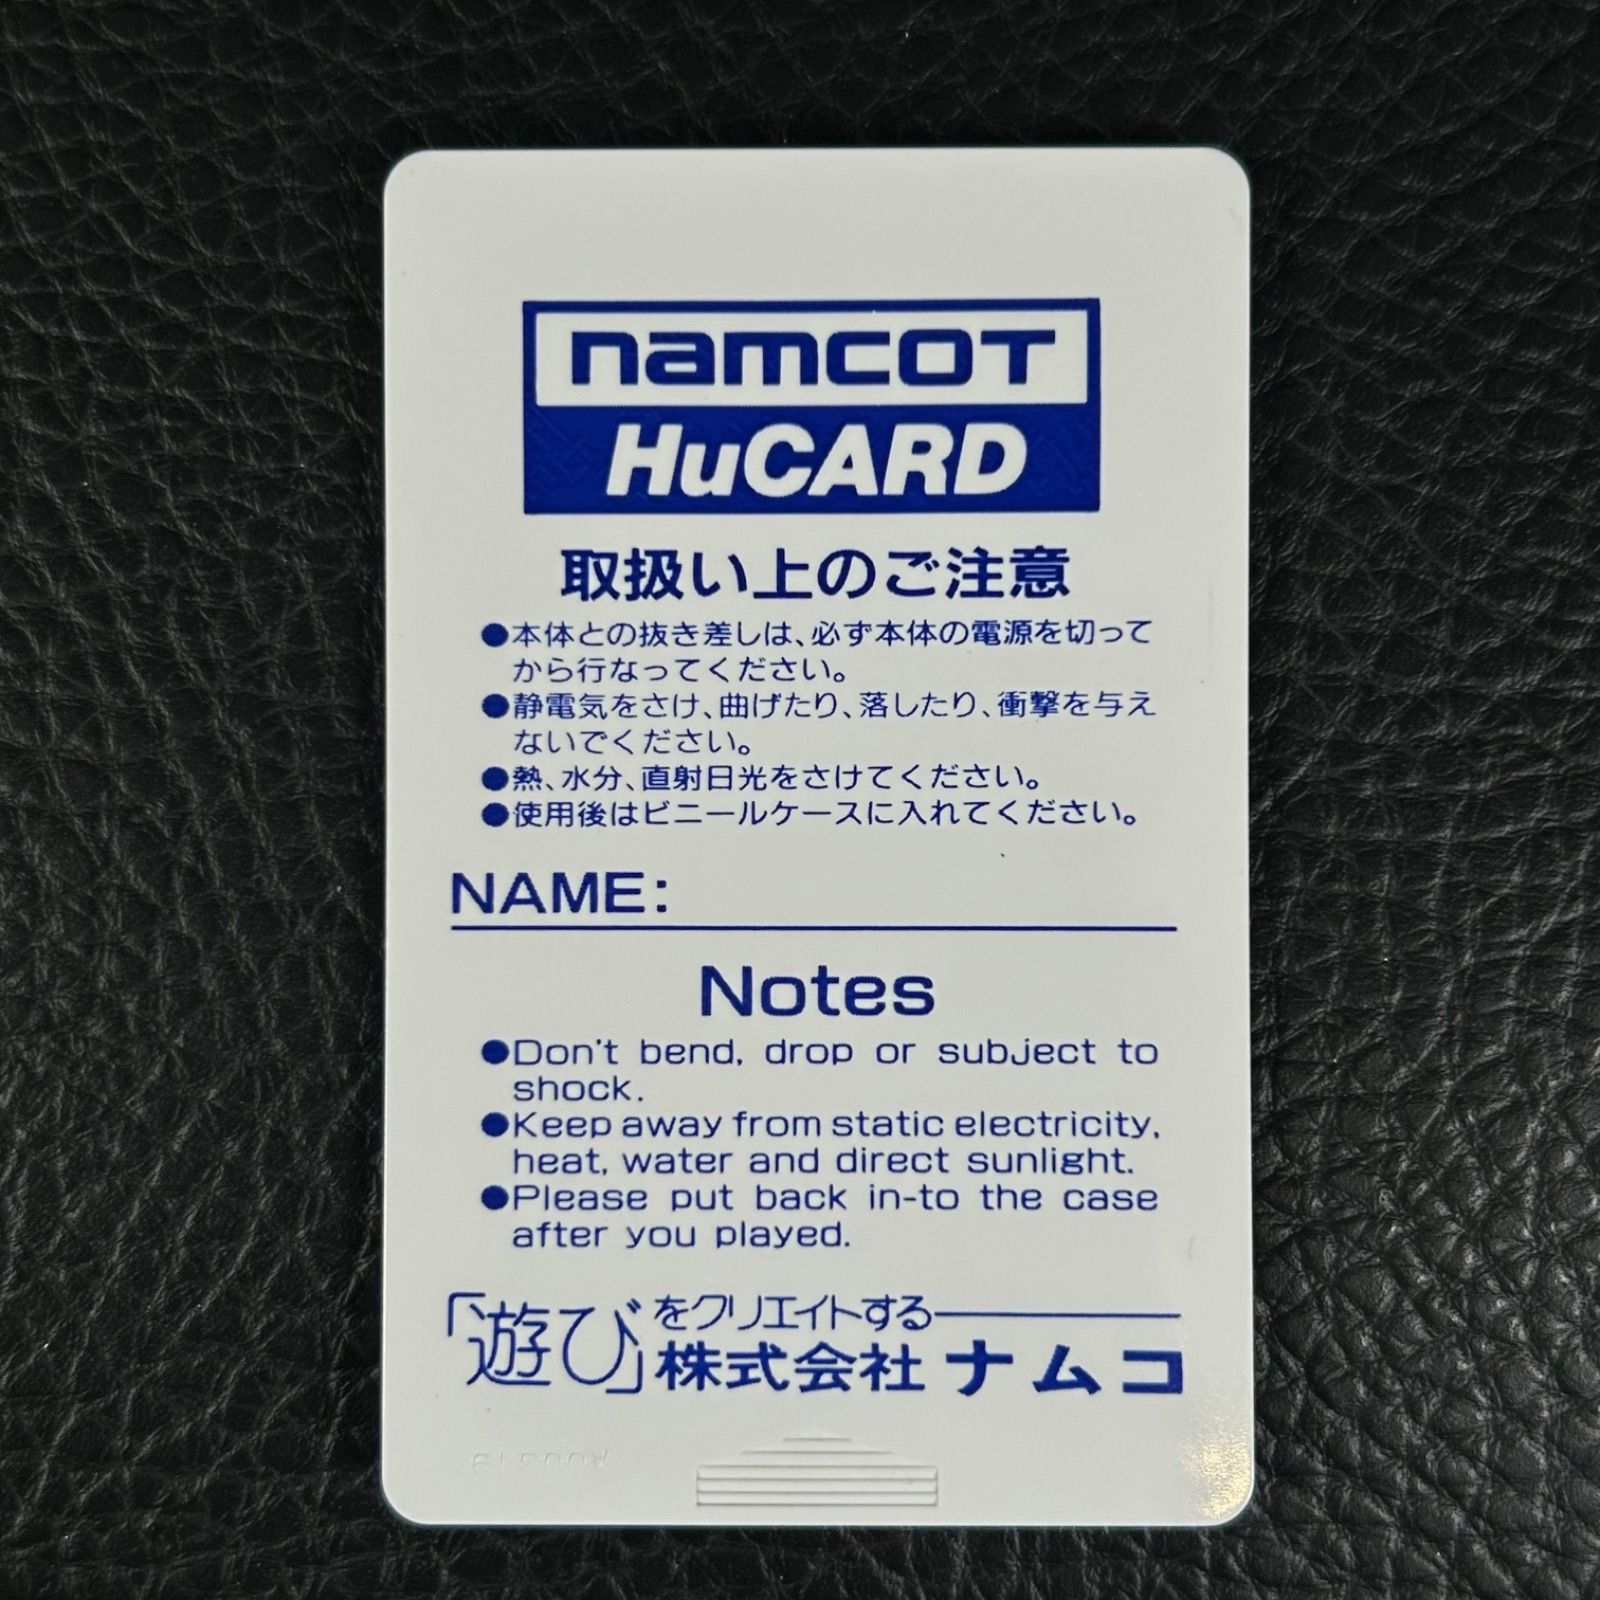 namcoT
HuCARD
取扱い上のご注意
●本体との抜き差しは、必ず本体の電源を切って
から行なってください。
●静電気をさけ、曲げたり、落したり、衝撃を与え
ないでください。
●熱、水分、直射日光をさけてください。
●使用後はビニールケースに入れてください。
NAME:
Notes
●Don't bend, drop or subject to
shock.
●Keep away from static electricity,
heat, water and direct sunlight.
●Please put back in-to the case
after you played.
「遊び」をクリエイトする
株式会社ナムコ